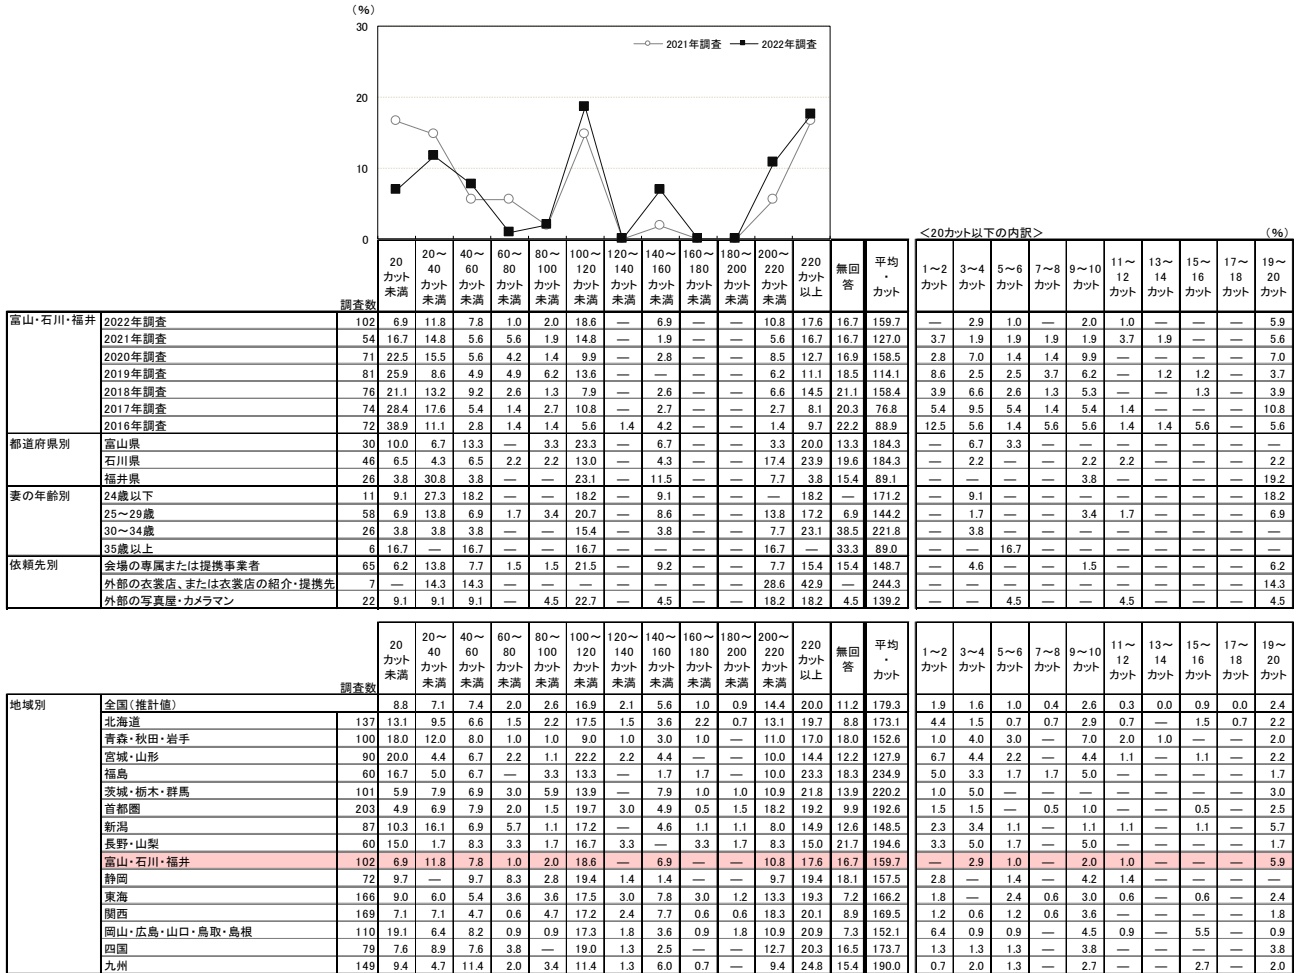 (%)
30
20
10
0
2021年調査 2022年調査
<20カット以下の内訳> (%)
調査数 20カット未満 20～40カット未満 40～60カット未満 60～80カット未満 80～100カット未満 100～120カット未満 120～140カット未満 140～160カット未満 160～180カット未満 180～200カット未満 200～220カット未満 220カット以上 無回答 平均・カット 1～2カット 3～4カット 5～6カット 7～8カット 9～10カット 11～12カット 13～14カット 15～16カット 17～18カット 19～20カット
富山・石川・福井 2022年調査 102 6.9 11.8 7.8 1.0 2.0 18.6 — 6.9 — — 10.8 17.6 16.7 159.7 — 2.9 1.0 — 2.0 1.0 — — — 5.9
2021年調査 54 16.7 14.8 5.6 5.6 1.9 14.8 — 1.9 — — 5.6 16.7 16.7 127.0 3.7 1.9 1.9 1.9 1.9 3.7 1.9 — — 5.6
2020年調査 71 22.5 15.5 5.6 4.2 1.4 9.9 — 2.8 — — 8.5 12.7 16.9 158.5 2.8 7.0 1.4 1.4 9.9 — — — — 7.0
2019年調査 81 25.9 8.6 4.9 4.9 6.2 13.6 — — — — 6.2 11.1 18.5 114.1 8.6 2.5 2.5 3.7 6.2 — 1.2 1.2 — 3.7
2018年調査 76 21.1 13.2 9.2 2.6 1.3 7.9 — 2.6 — — 6.6 14.5 21.1 158.4 3.9 6.6 2.6 1.3 5.3 — — 1.3 — 3.9
2017年調査 74 28.4 17.6 5.4 1.4 2.7 10.8 — 2.7 — — 2.7 8.1 20.3 76.8 5.4 9.5 5.4 1.4 5.4 1.4 — — — 10.8
2016年調査 72 38.9 11.1 2.8 1.4 1.4 5.6 1.4 4.2 — — 1.4 9.7 22.2 88.9 12.5 5.6 1.4 5.6 5.6 1.4 1.4 5.6 — 5.6
都道府県別 富山県 30 10.0 6.7 13.3 — 3.3 23.3 — 6.7 — — 3.3 20.0 13.3 184.3 — 6.7 3.3 — — — — — — —
石川県 46 6.5 4.3 6.5 2.2 2.2 13.0 — 4.3 — — 17.4 23.9 19.6 184.3 — 2.2 — — 2.2 2.2 — — — 2.2
福井県 26 3.8 30.8 3.8 — — 23.1 — 11.5 — — 7.7 3.8 15.4 89.1 — — — — 3.8 — — — — 19.2
妻の年齢別 24歳以下 11 9.1 27.3 18.2 — — 18.2 — 9.1 — — — 18.2 — 171.2 — 9.1 — — — — — — — 18.2
25～29歳 58 6.9 13.8 6.9 1.7 3.4 20.7 — 8.6 — — 13.8 17.2 6.9 144.2 — 1.7 — — 3.4 1.7 — — — 6.9
30～34歳 26 3.8 3.8 3.8 — — 15.4 — 3.8 — — 7.7 23.1 38.5 221.8 — 3.8 — — — — — — — —
35歳以上 6 16.7 — 16.7 — — 16.7 — — — — 16.7 — 33.3 89.0 — — 16.7 — — — — — — —
依頼先別 会場の専属または提携事業者 65 6.2 13.8 7.7 1.5 1.5 21.5 — 9.2 — — 7.7 15.4 15.4 148.7 — 4.6 — — 1.5 — — — — 6.2
外部の衣裳店、または衣裳店の紹介・提携先 7 — 14.3 14.3 — — — — — — — 28.6 42.9 — 244.3 — — — — — — — — — 14.3
外部の写真屋・カメラマン 22 9.1 9.1 9.1 — 4.5 22.7 — 4.5 — — 18.2 18.2 4.5 139.2 — — 4.5 — — 4.5 — — — 4.5
調査数 20カット未満 20～40カット未満 40～60カット未満 60～80カット未満 80～100カット未満 100～120カット未満 120～140カット未満 140～160カット未満 160～180カット未満 180～200カット未満 200～220カット未満 220カット以上 無回答 平均・カット 1～2カット 3～4カット 5～6カット 7～8カット 9～10カット 11～12カット 13～14カット 15～16カット 17～18カット 19～20カット
地域別 全国(推計値) 8.8 7.1 7.4 2.0 2.6 16.9 2.1 5.6 1.0 0.9 14.4 20.0 11.2 179.3 1.9 1.6 1.0 0.4 2.6 0.3 0.0 0.9 0.0 2.4
北海道 137 13.1 9.5 6.6 1.5 2.2 17.5 1.5 3.6 2.2 0.7 13.1 19.7 8.8 173.1 4.4 1.5 0.7 0.7 2.9 0.7 — 1.5 0.7 2.2
青森・秋田・岩手 100 18.0 12.0 8.0 1.0 1.0 9.0 1.0 3.0 1.0 — 11.0 17.0 18.0 152.6 1.0 4.0 3.0 — 7.0 2.0 1.0 — — 2.0
宮城・山形 90 20.0 4.4 6.7 2.2 1.1 22.2 2.2 4.4 — — 10.0 14.4 12.2 127.9 6.7 4.4 2.2 — 4.4 1.1 — 1.1 — 2.2
福島 60 16.7 5.0 6.7 — 3.3 13.3 — 1.7 1.7 — 10.0 23.3 18.3 234.9 5.0 3.3 1.7 1.7 5.0 — — — — 1.7
茨城・栃木・群馬 101 5.9 7.9 6.9 3.0 5.9 13.9 — 7.9 1.0 1.0 10.9 21.8 13.9 220.2 1.0 5.0 — — — — — — — 3.0
首都圏 203 4.9 6.9 7.9 2.0 1.5 19.7 3.0 4.9 0.5 1.5 18.2 19.2 9.9 192.6 1.5 1.5 — 0.5 1.0 — — 0.5 — 2.5
新潟 87 10.3 16.1 6.9 5.7 1.1 17.2 — 4.6 1.1 1.1 8.0 14.9 12.6 148.5 2.3 3.4 1.1 — 1.1 1.1 — 1.1 — 5.7
長野・山梨 60 15.0 1.7 8.3 3.3 1.7 16.7 3.3 — 3.3 1.7 8.3 15.0 21.7 194.6 3.3 5.0 1.7 — 5.0 — — — — 1.7
富山・石川・福井 102 6.9 11.8 7.8 1.0 2.0 18.6 — 6.9 — — 10.8 17.6 16.7 159.7 — 2.9 1.0 — 2.0 1.0 — — — 5.9
静岡 72 9.7 — 9.7 8.3 2.8 19.4 1.4 1.4 — — 9.7 19.4 18.1 157.5 2.8 — 1.4 — 4.2 1.4 — — — —
東海 166 9.0 6.0 5.4 3.6 3.6 17.5 3.0 7.8 3.0 1.2 13.3 19.3 7.2 166.2 1.8 — 2.4 0.6 3.0 0.6 — 0.6 — 2.4
関西 169 7.1 7.1 4.7 0.6 4.7 17.2 2.4 7.7 0.6 0.6 18.3 20.1 8.9 169.5 1.2 0.6 1.2 0.6 3.6 — — — — 1.8
岡山・広島・山口・鳥取・島根 110 19.1 6.4 8.2 0.9 0.9 17.3 1.8 3.6 0.9 1.8 10.9 20.9 7.3 152.1 6.4 0.9 0.9 — 4.5 0.9 — 5.5 — 0.9
四国 79 7.6 8.9 7.6 3.8 — 19.0 1.3 2.5 — — 12.7 20.3 16.5 173.7 1.3 1.3 1.3 — 3.8 — — — — 3.8
九州 149 9.4 4.7 11.4 2.0 3.4 11.4 1.3 6.0 0.7 — 9.4 24.8 15.4 190.0 0.7 2.0 1.3 — 2.7 — — 2.7 — 2.0